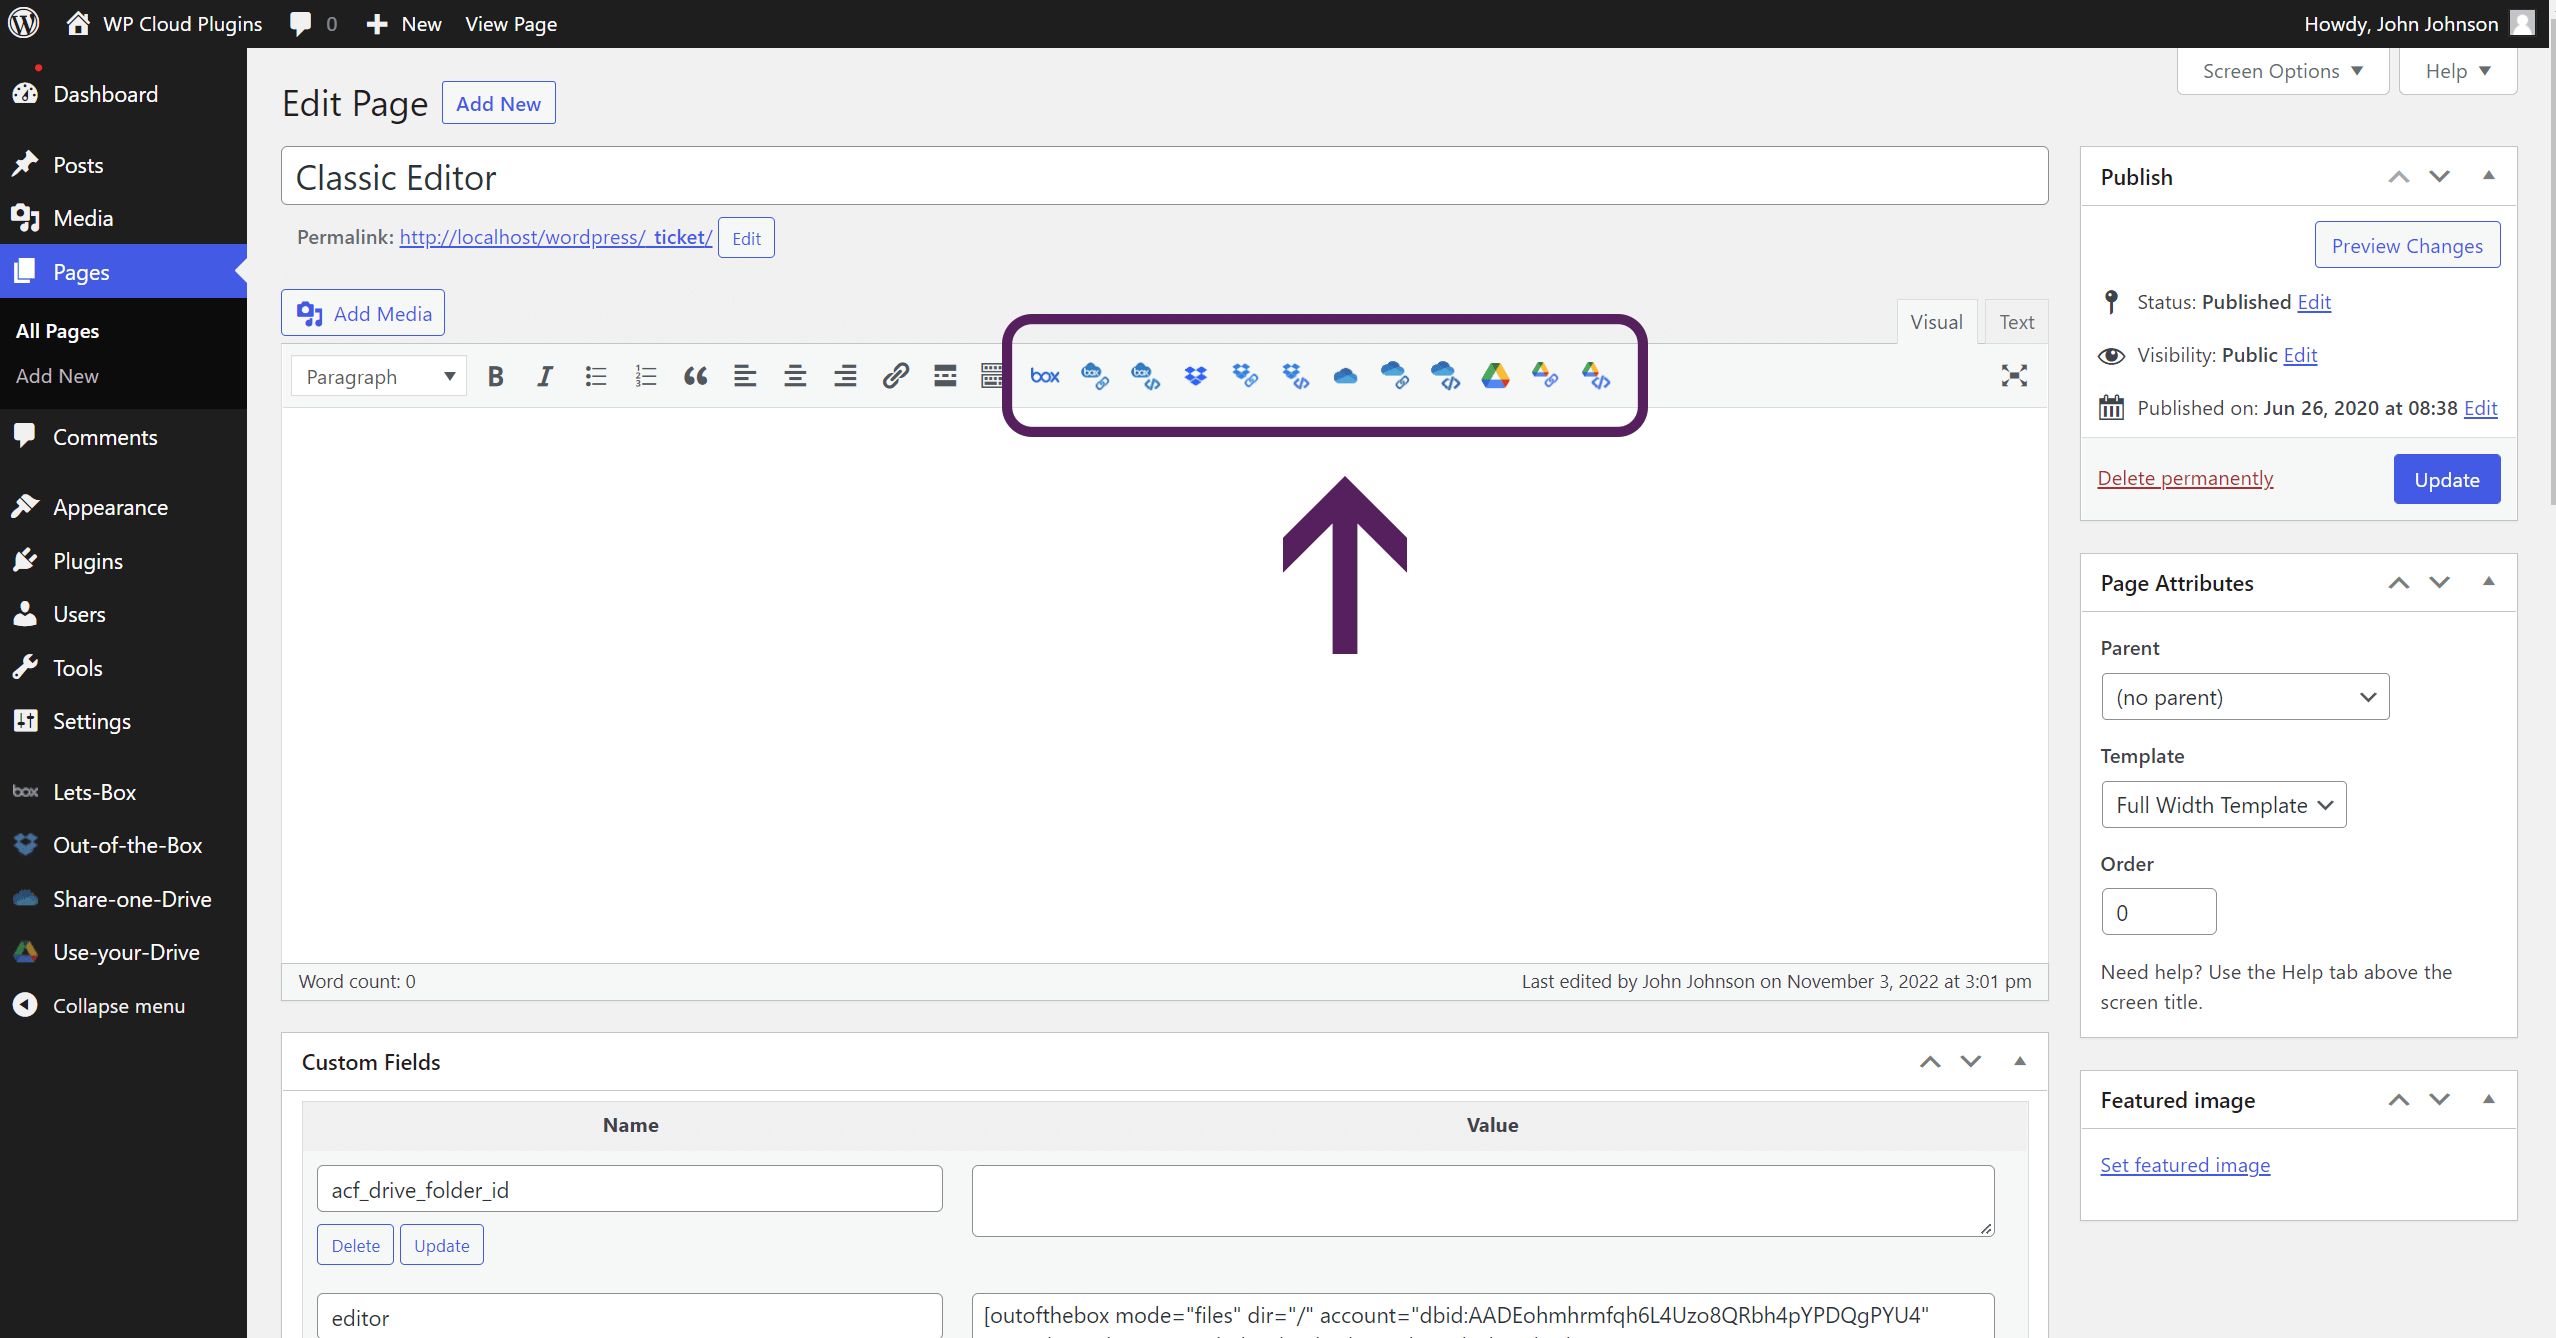 WP Cloud Plugins 0 New View Page Howdy, John Johnson
Dashboard
Posts
Media
Pages
All Pages
Add New
Comments
Appearance
Plugins
Users
Tools
Settings
box Lets-Box
Out-of-the-Box
Share-one-Drive
Use-your-Drive
Collapse menu
Screen Options Help
Edit Page Add New
Classic Editor
Permalink: http://localhost/wordpress/_ticket/ Edit
Add Media
Visual Text
Paragraph B I box
Word count: 0 Last edited by John Johnson on November 3, 2022 at 3:01 pm
Custom Fields
Name Value
acf_drive_folder_id
Delete Update
editor [outofthebox mode="files" dir="/" account="dbid:AADEohmhrmfqh6L4Uzo8QRbh4pYPDQgPYU4"
Publish
Preview Changes
Status: Published Edit
Visibility: Public Edit
Published on: Jun 26, 2020 at 08:38 Edit
Delete permanently Update
Page Attributes
Parent
(no parent)
Template
Full Width Template
Order
0
Need help? Use the Help tab above the
screen title.
Featured image
Set featured image